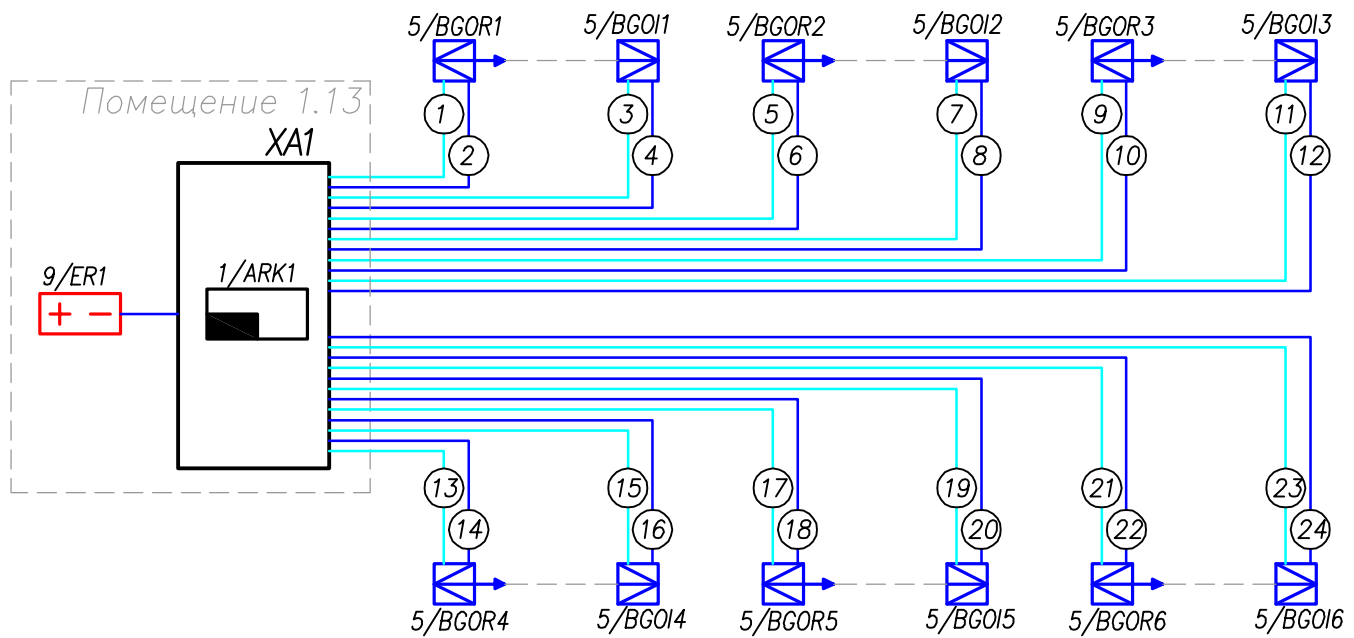 5/BGOR1 5/BGOI1 5/BGOR2 5/BGOI2 5/BGOR3 5/BGOI3
Помещение 1.13
1 3 5 7 9 11
XA1
2 4 6 8 10 12
9/ER1 1/ARK1
+ −
13 15 17 19 21 23
14 16 18 20 22 24
5/BGOR4 5/BGOI4 5/BGOR5 5/BGOI5 5/BGOR6 5/BGOI6